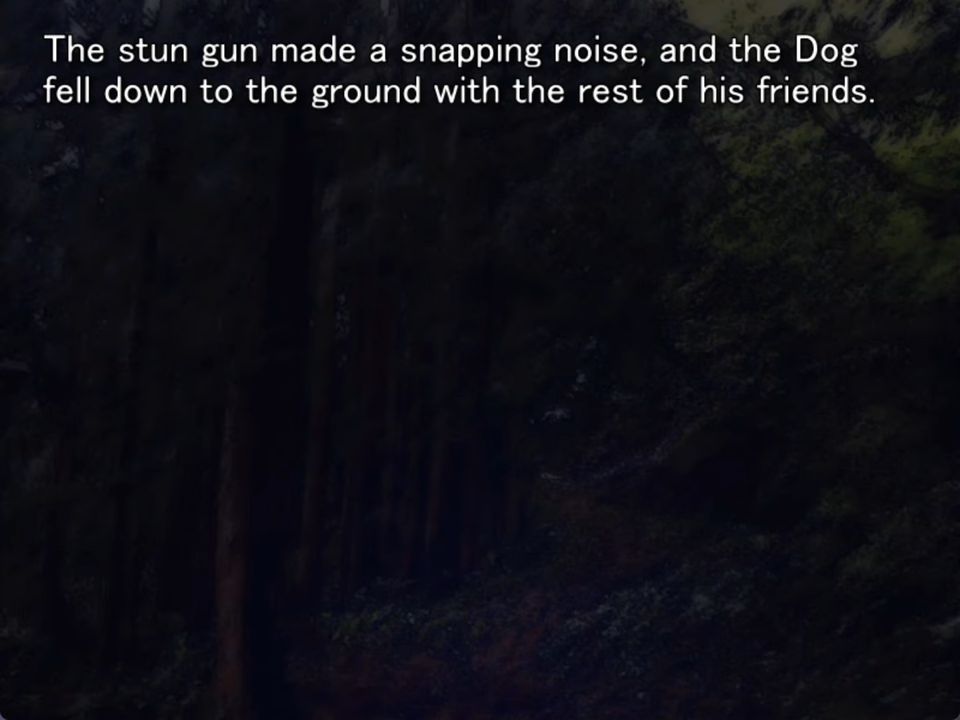 The stun gun made a snapping noise, and the Dog
fell down to the ground with the rest of his friends.